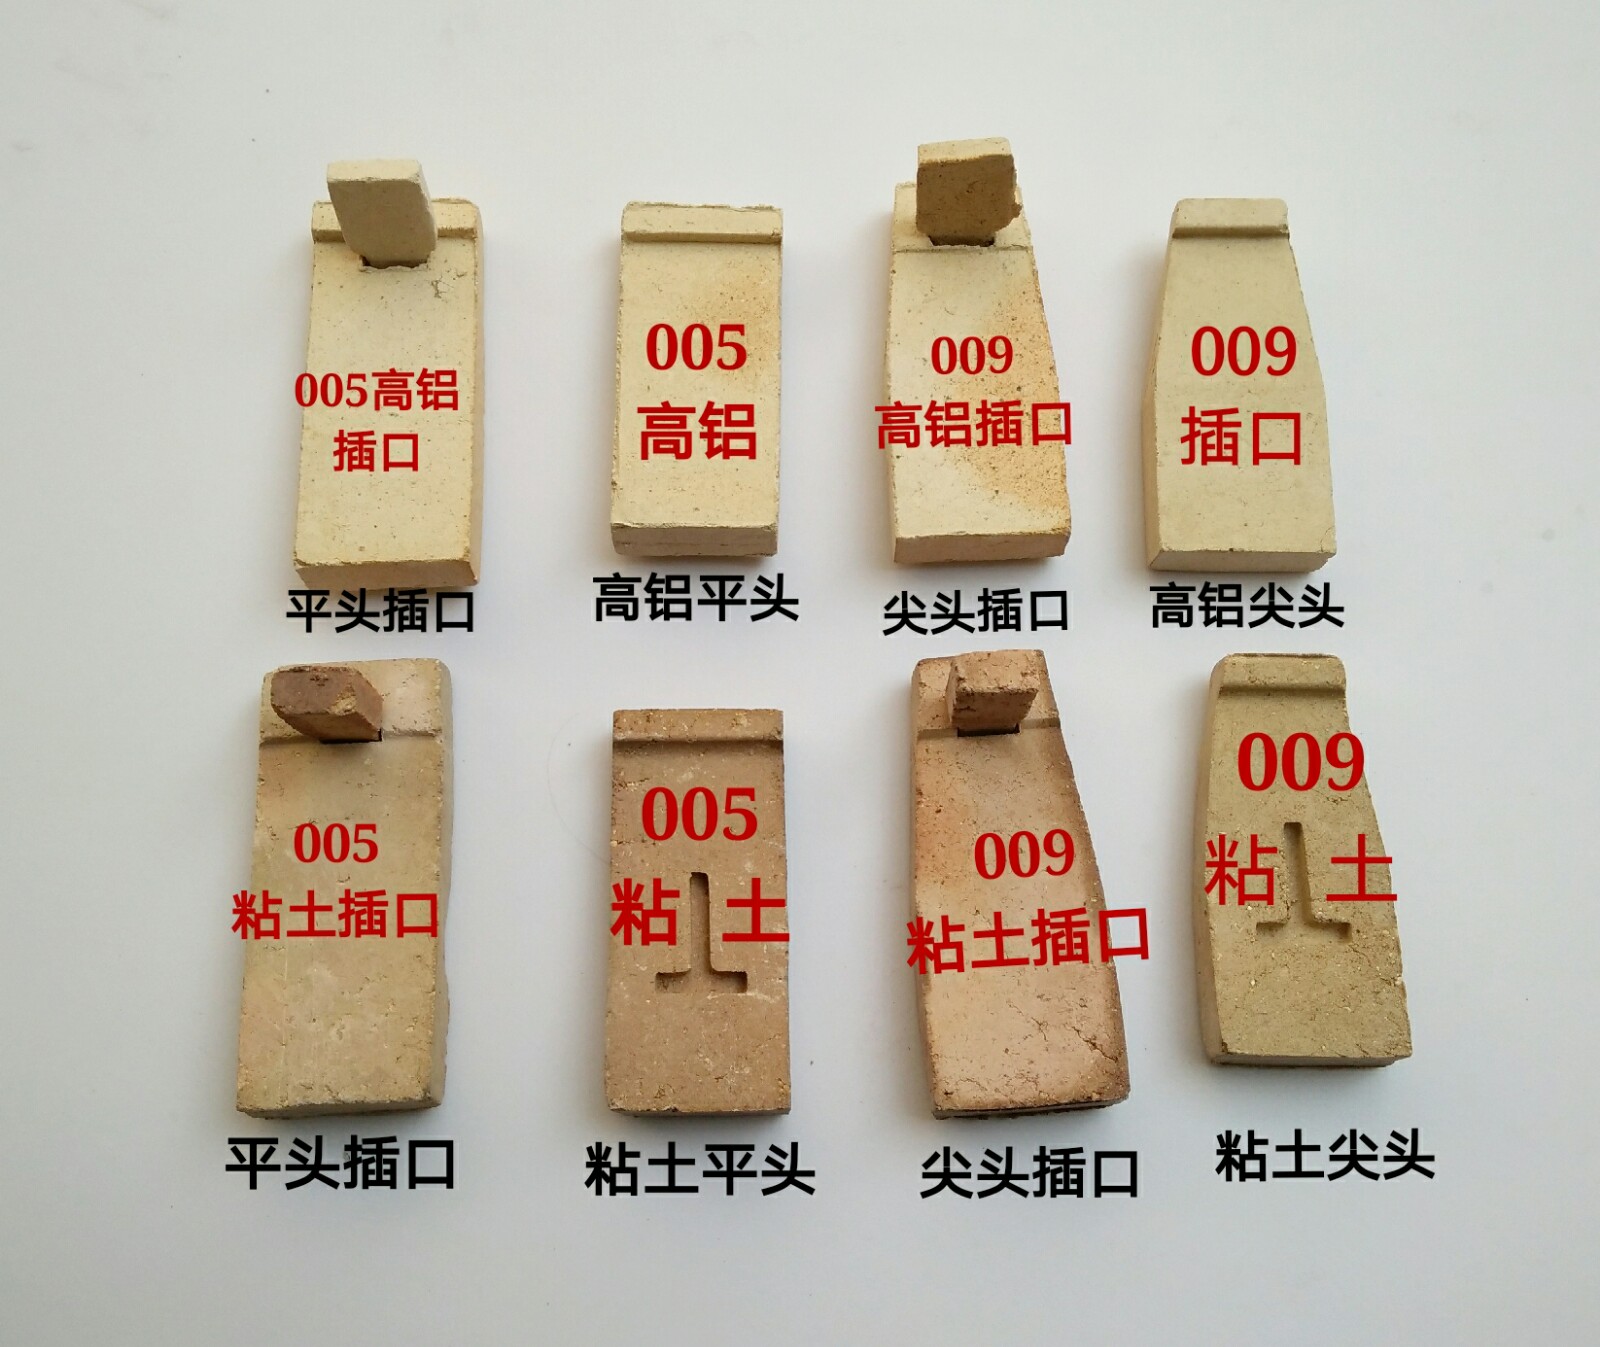 005高铝
插口
平头插口
005
高铝
高铝平头
009
高铝插口
尖头插口
009
插口
高铝尖头
005
粘土插口
平头插口
005
粘 土
粘土平头
009
粘土插口
尖头插口
009
粘 土
粘土尖头